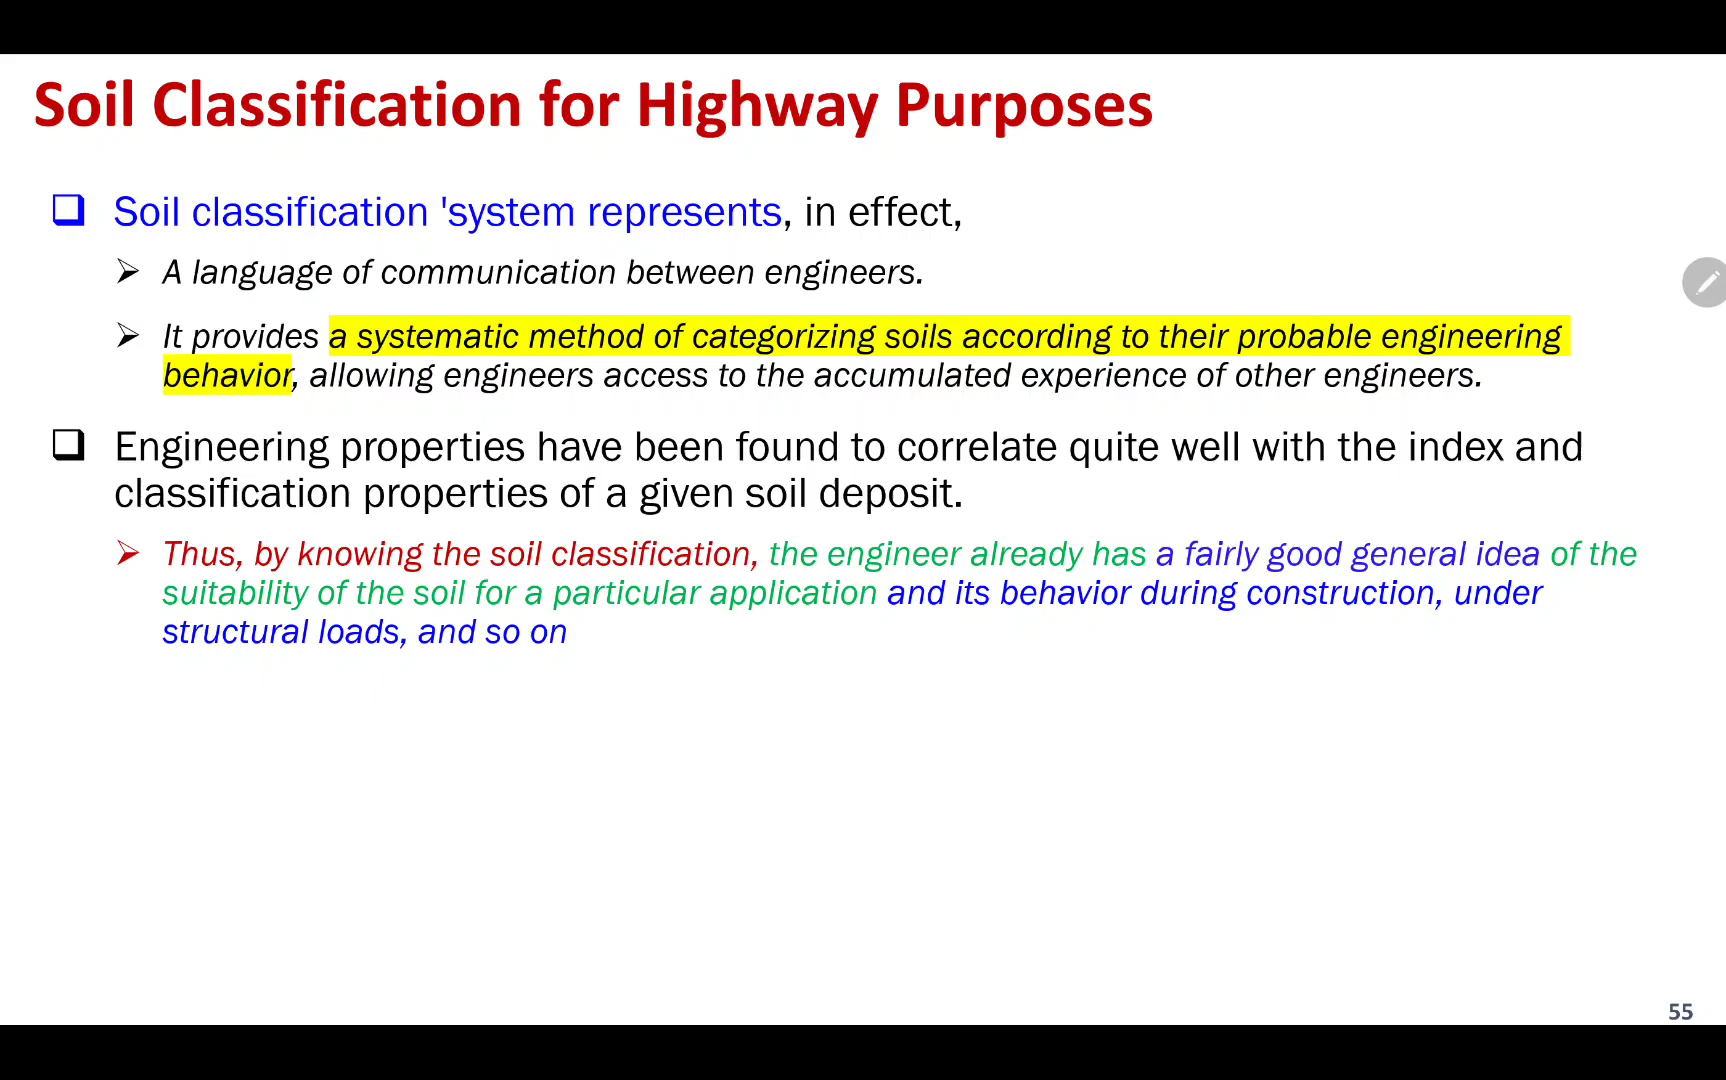 Soil Classification for Highway Purposes
Soil classification 'system represents, in effect,
A language of communication between engineers.
It provides a systematic method of categorizing soils according to their probable engineering
behavior, allowing engineers access to the accumulated experience of other engineers.
Engineering properties have been found to correlate quite well with the index and
classification properties of a given soil deposit.
Thus, by knowing the soil classification, the engineer already has a fairly good general idea of the
suitability of the soil for a particular application and its behavior during construction, under
structural loads, and so on
55